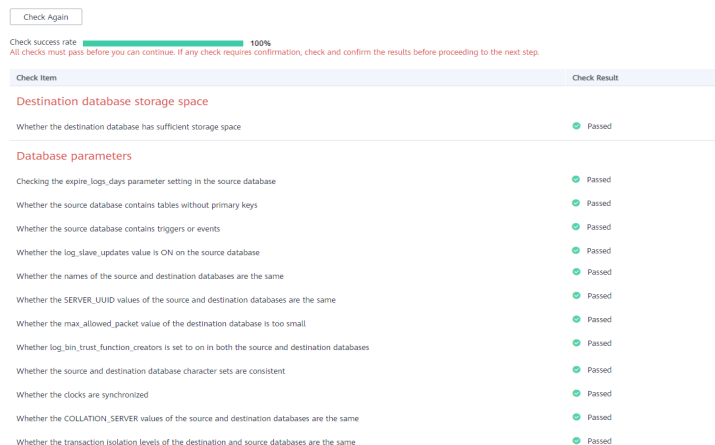 Check Again
Check success rate 100%
All checks must pass before you can continue. If any check requires confirmation, check and confirm the results before proceeding to the next step.
Check Item Check Result
Destination database storage space
Whether the destination database has sufficient storage space Passed
Database parameters
Checking the expire_logs_days parameter setting in the source database Passed
Whether the source database contains tables without primary keys Passed
Whether the source database contains triggers or events Passed
Whether the log_slave_updates value is ON on the source database Passed
Whether the names of the source and destination databases are the same Passed
Whether the SERVER_UUID values of the source and destination databases are the same Passed
Whether the max_allowed_packet value of the destination database is too small Passed
Whether log_bin_trust_function_creators is set to on in both the source and destination databases Passed
Whether the source and destination database character sets are consistent Passed
Whether the clocks are synchronized Passed
Whether the COLLATION_SERVER values of the source and destination databases are the same Passed
Whether the transaction isolation levels of the destination and source databases are the same Passed